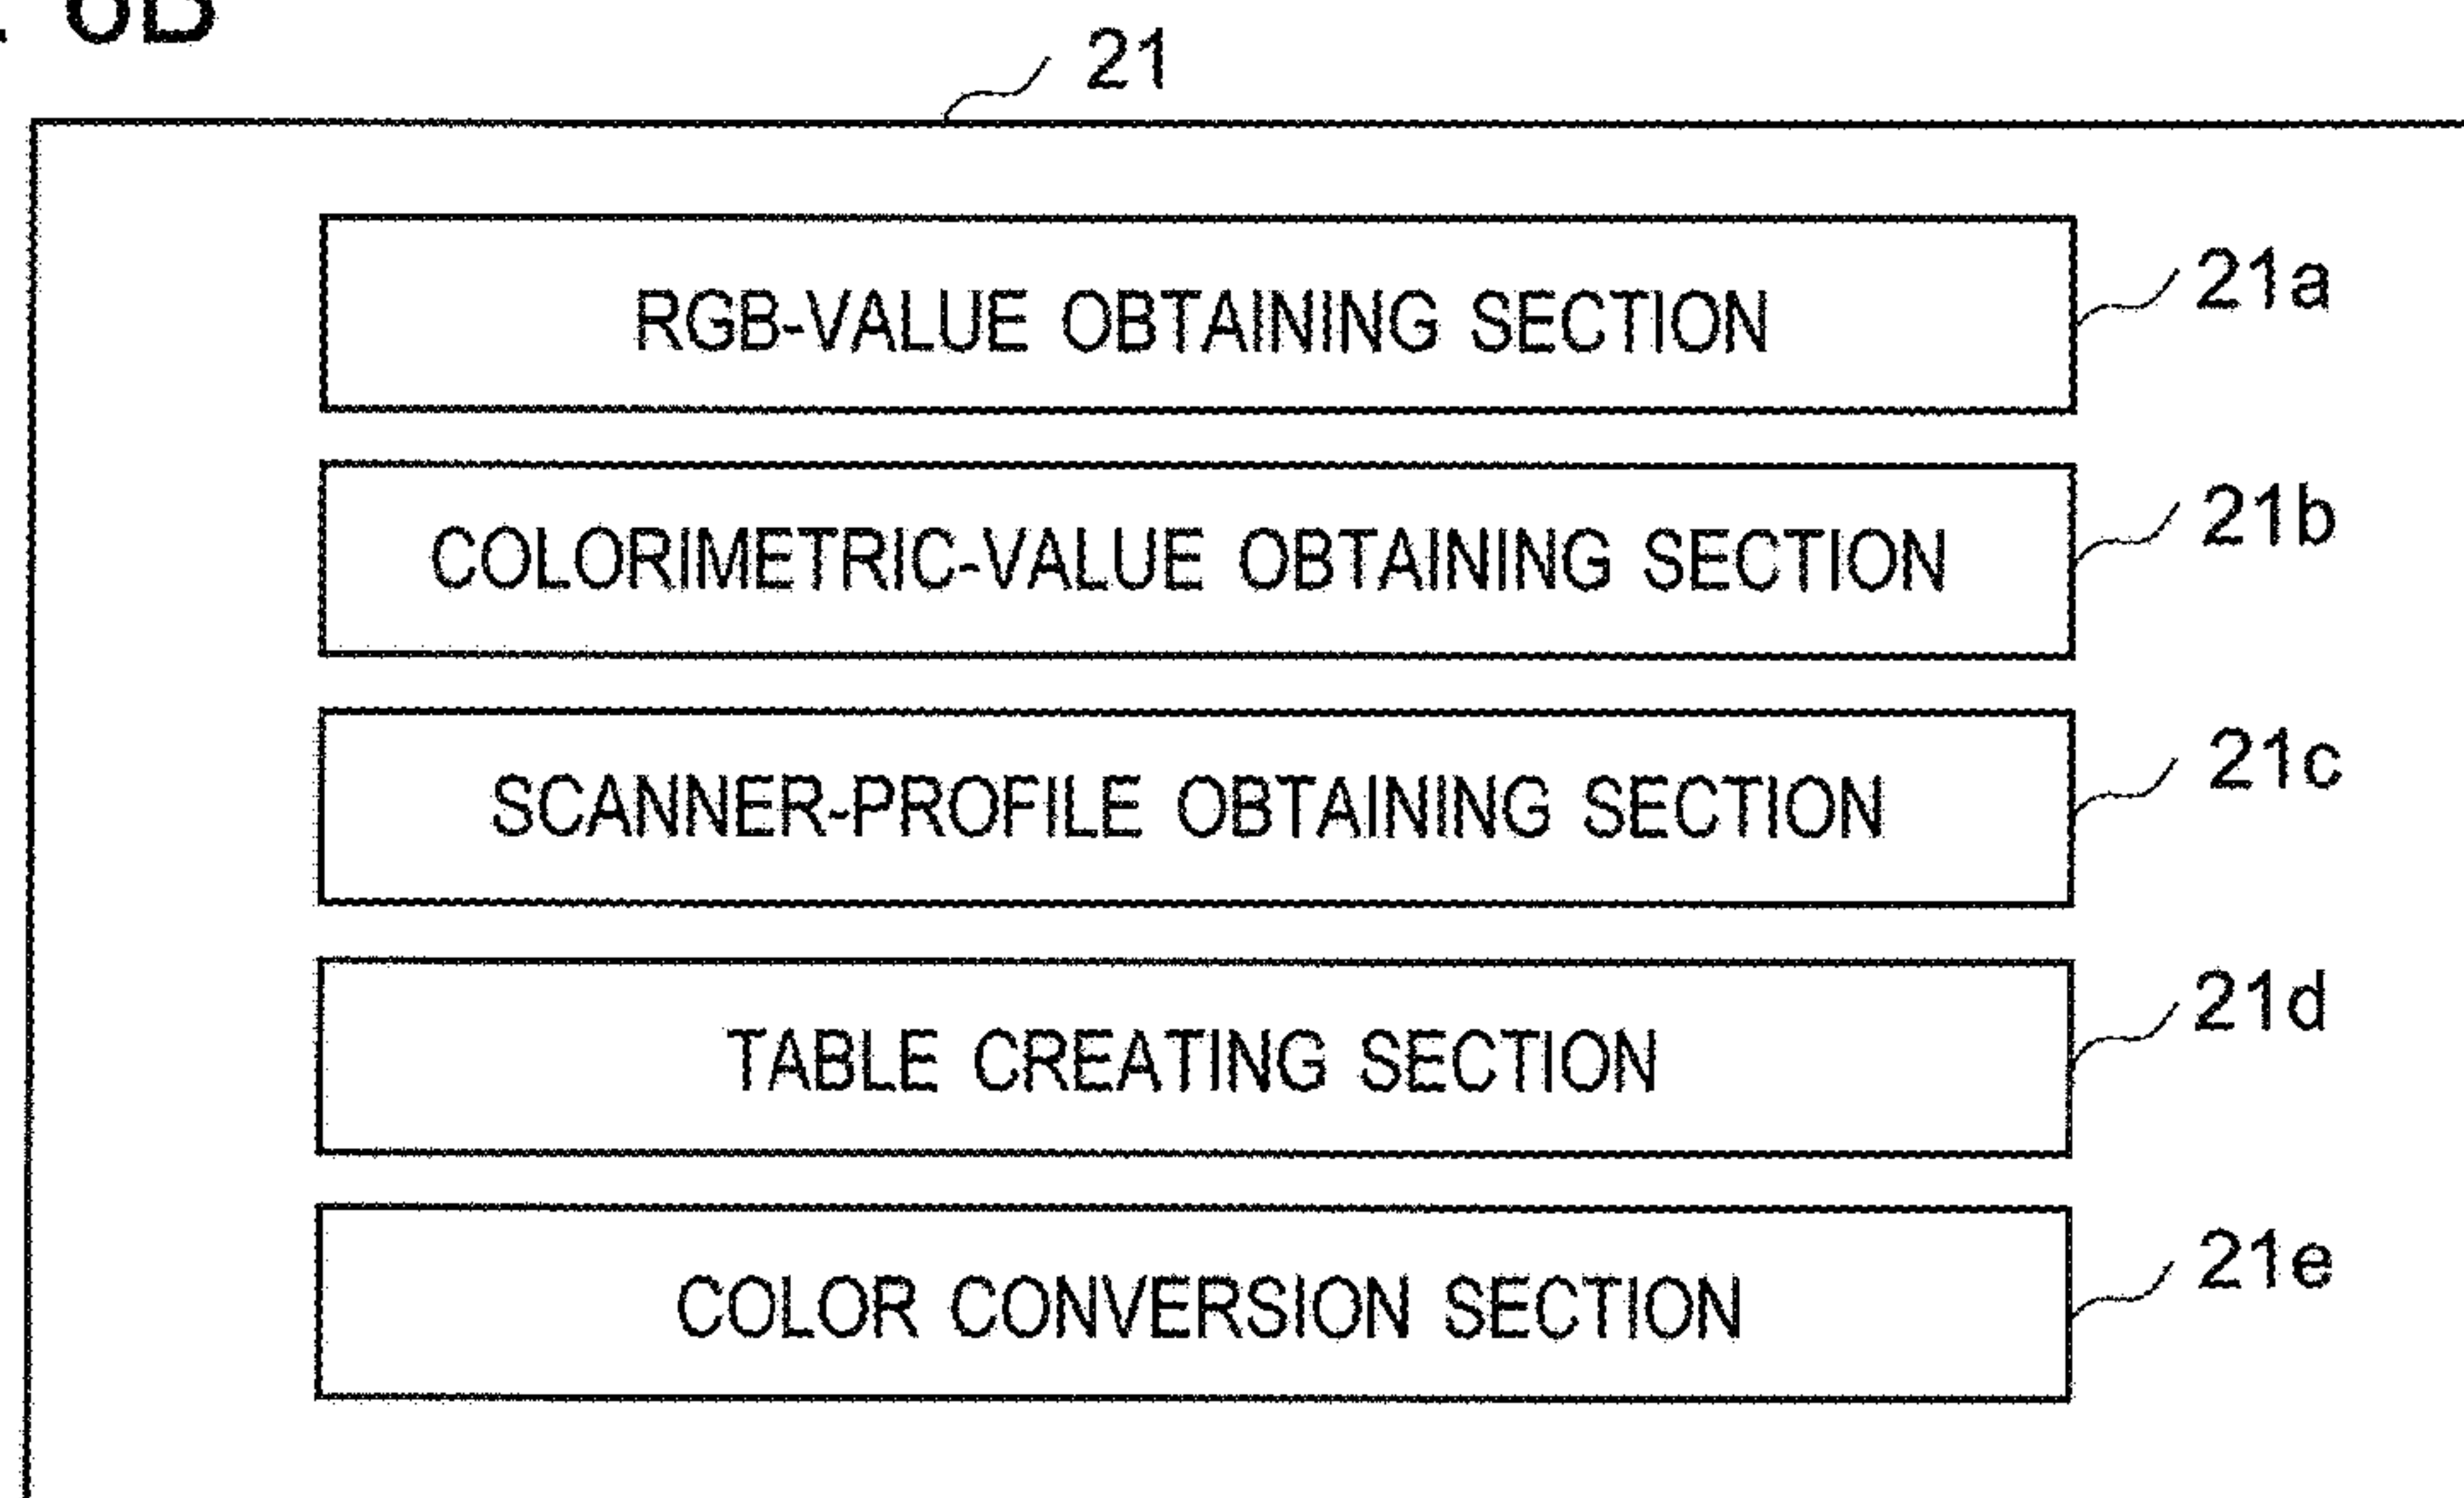 21
RGB-VALUE OBTAINING SECTION
21a
COLORIMETRIC-VALUE OBTAINING SECTION
21b
SCANNER-PROFILE OBTAINING SECTION
21c
TABLE CREATING SECTION
21d
COLOR CONVERSION SECTION
21e